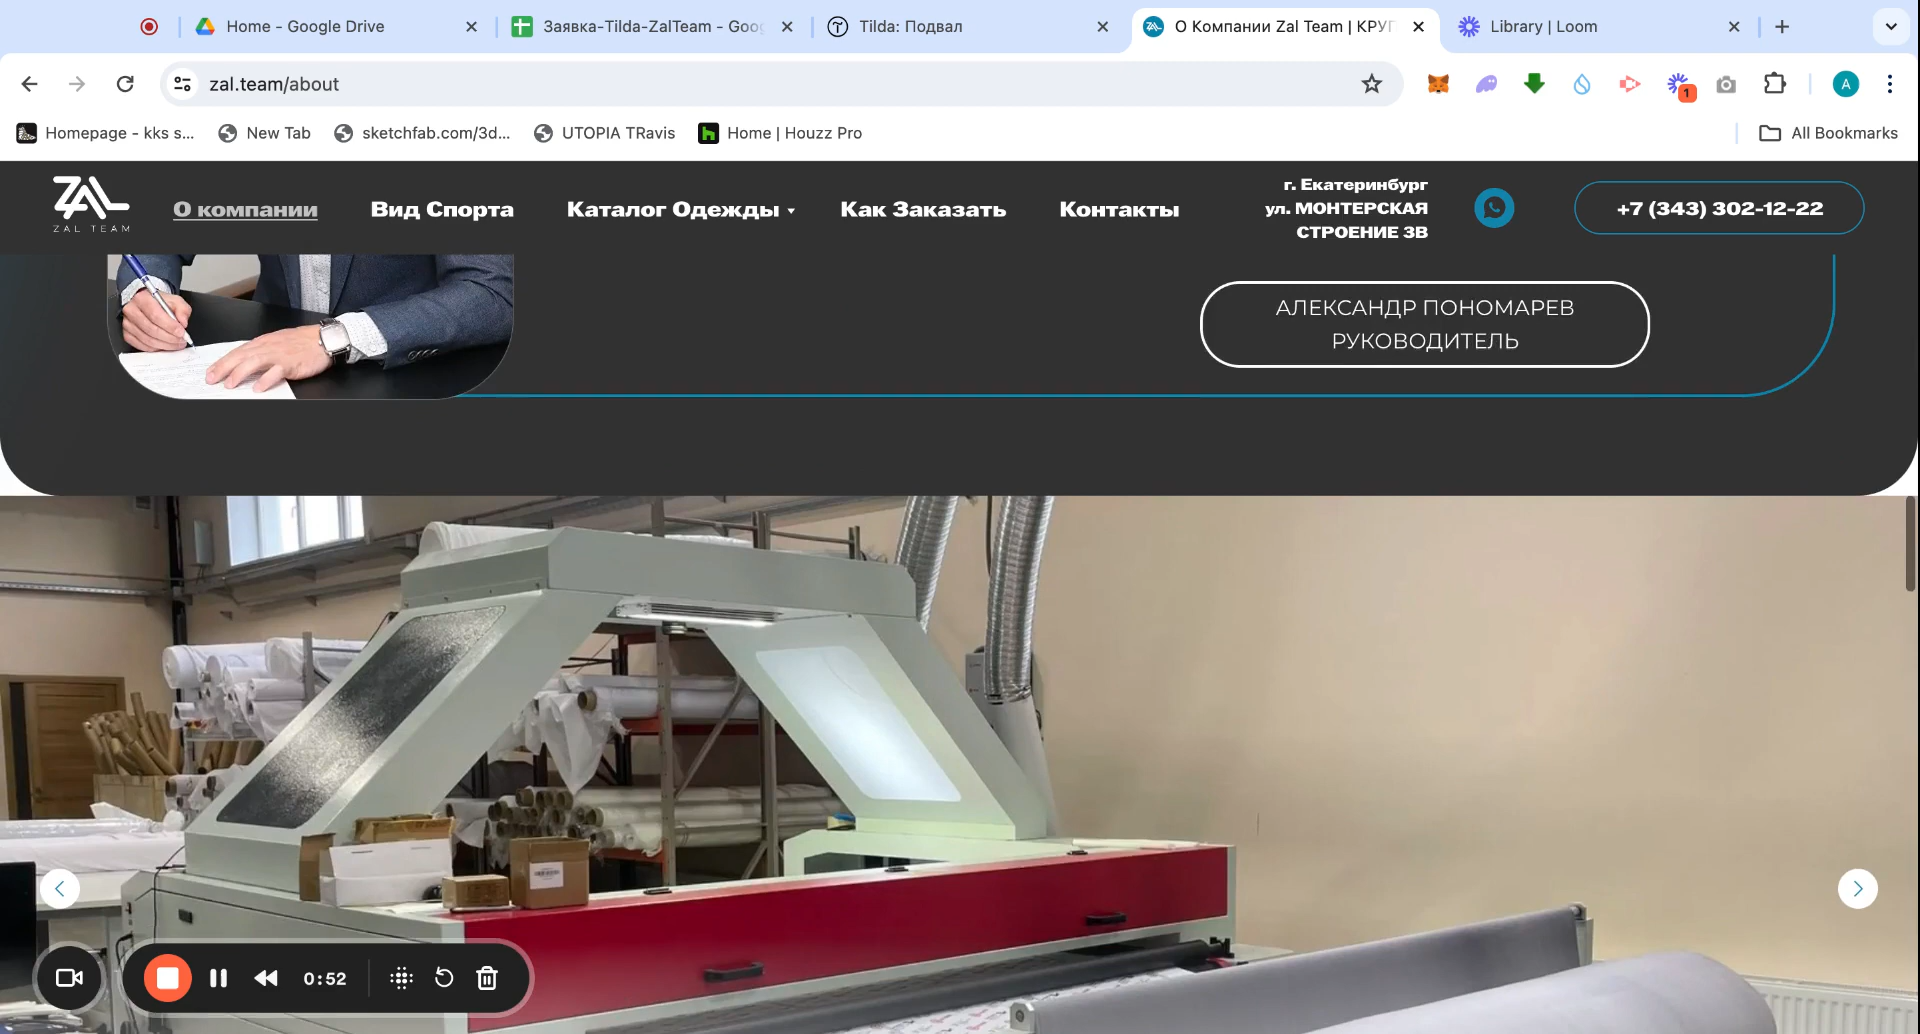 Home - Google Drive
Заявка-Tilda-ZalTeam - Goog
Tilda: Подвал
О Компании Zal Team | КРУГ
Library | Loom
zal.team/about
1
A
Homepage - kks s...
New Tab
sketchfab.com/3d...
UTOPIA TRavis
Home | Houzz Pro
All Bookmarks
ZAL
ZAL TEAM
О компании
Вид Спорта
Каталог Одежды
Как Заказать
Контакты
г. Екатеринбург
ул. МОНТЕРСКАЯ
СТРОЕНИЕ 3В
+7 (343) 302-12-22
АЛЕКСАНДР ПОНОМАРЕВ
РУКОВОДИТЕЛЬ
0:52